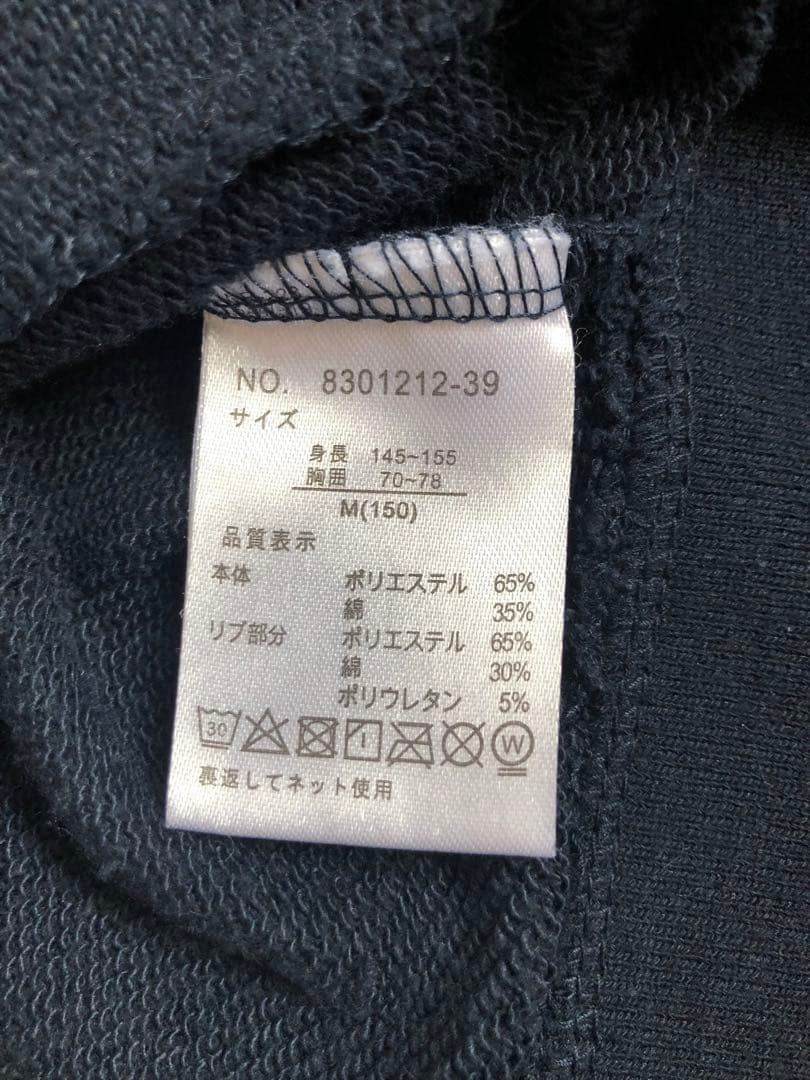 NO. 8301212-39
サイズ
身長 145~155
胸囲 70~78
M(150)
品質表示
本体 ポリエステル 65%
綿 35%
リブ部分 ポリエステル 65%
綿 30%
ポリウレタン 5%
30 W
裏返してネット使用